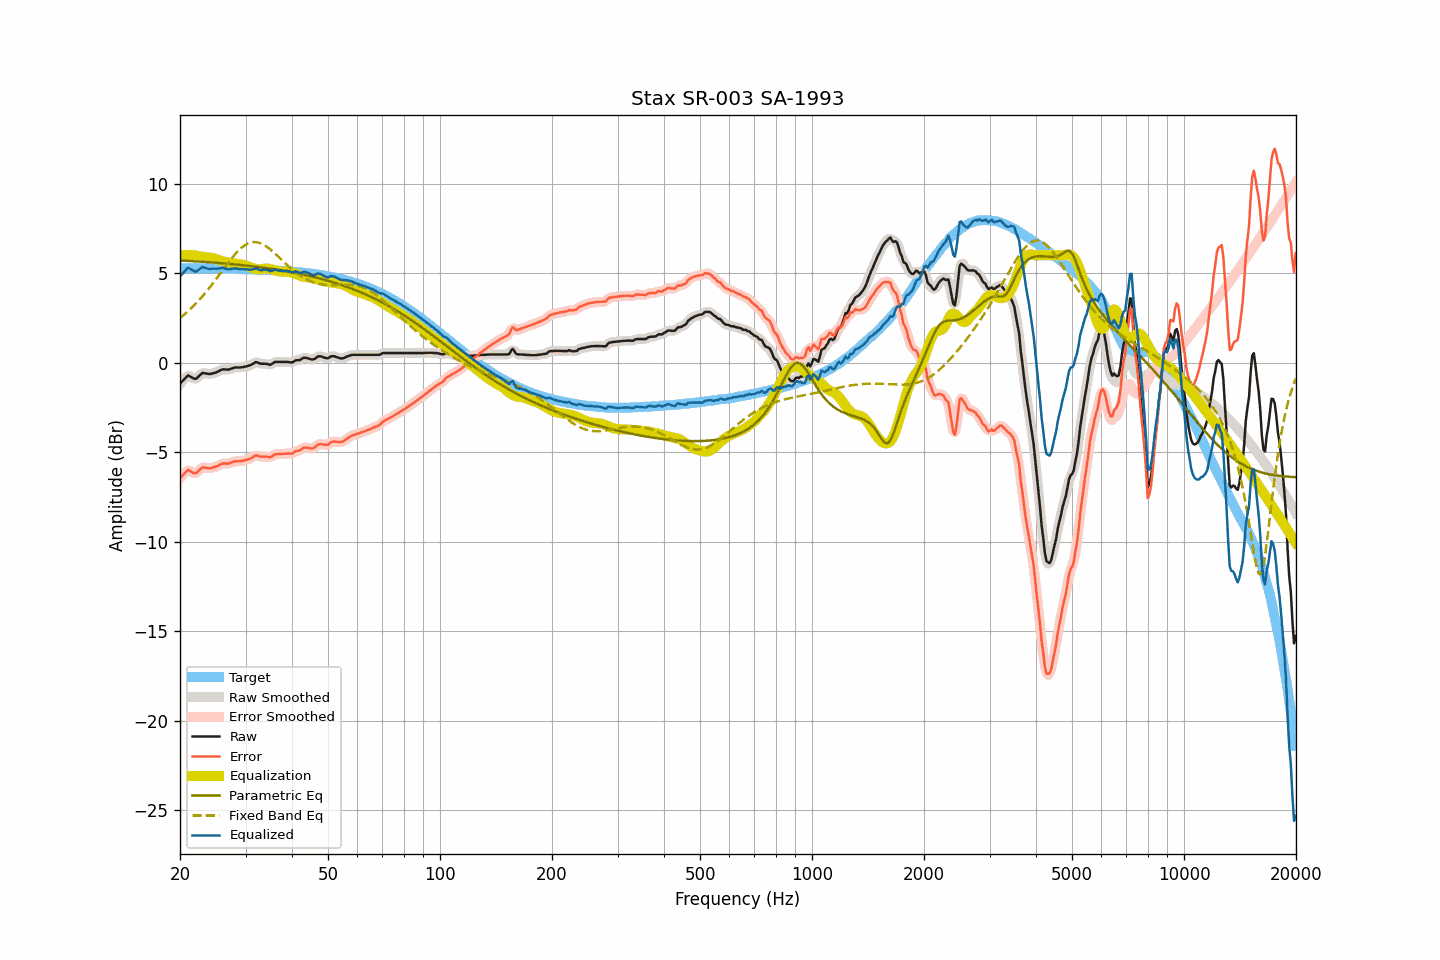 Stax SR-003 SA-1993
10
5
0
−5
−10
−15
−20
−25
Amplitude (dBr)
Target
Raw Smoothed
Error Smoothed
Raw
Error
Equalization
Parametric Eq
Fixed Band Eq
Equalized
20 50 100 200 500 1000 2000 5000 10000 20000
Frequency (Hz)